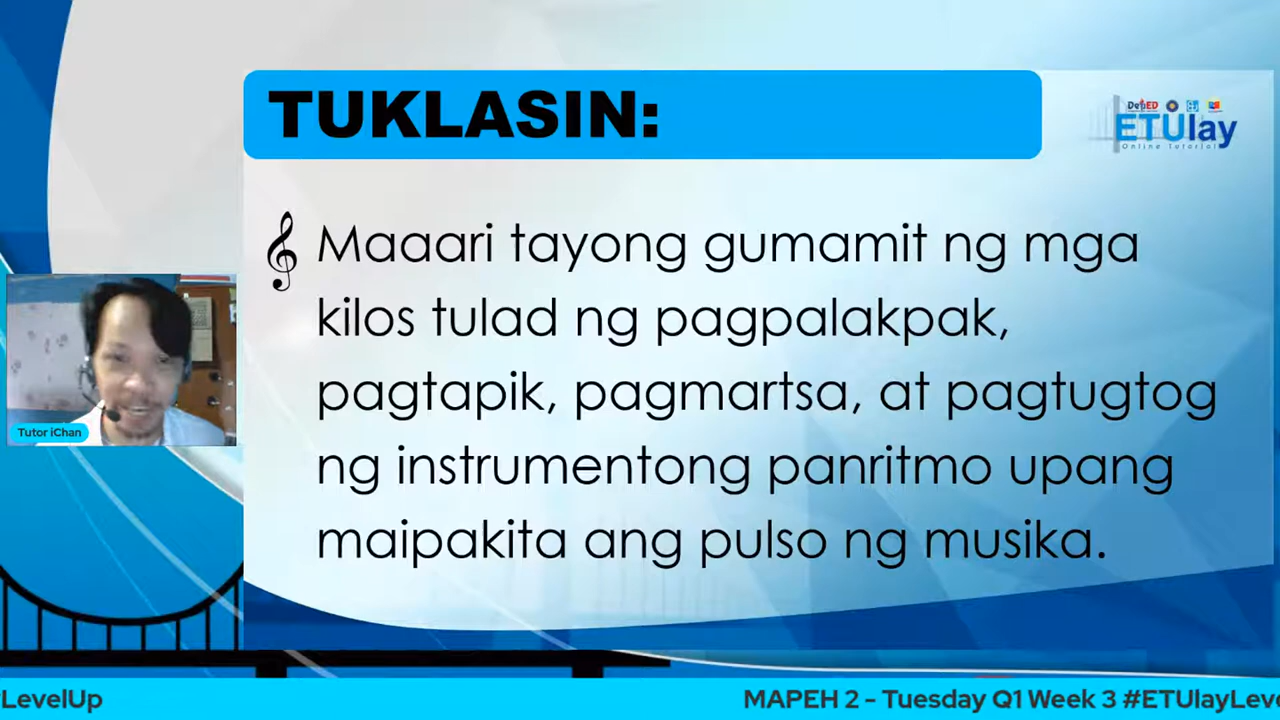 TUKLASIN:
DepED
ETUlay
Online Tutorial
Maaari tayong gumamit ng mga
kilos tulad ng pagpalakpak,
pagtapik, pagmartsa, at pagtugtog
ng instrumentong panritmo upang
maipakita ang pulso ng musika.
Tutor iChan
LevelUp
MAPEH 2 - Tuesday Q1 Week 3 #ETUlayLeve